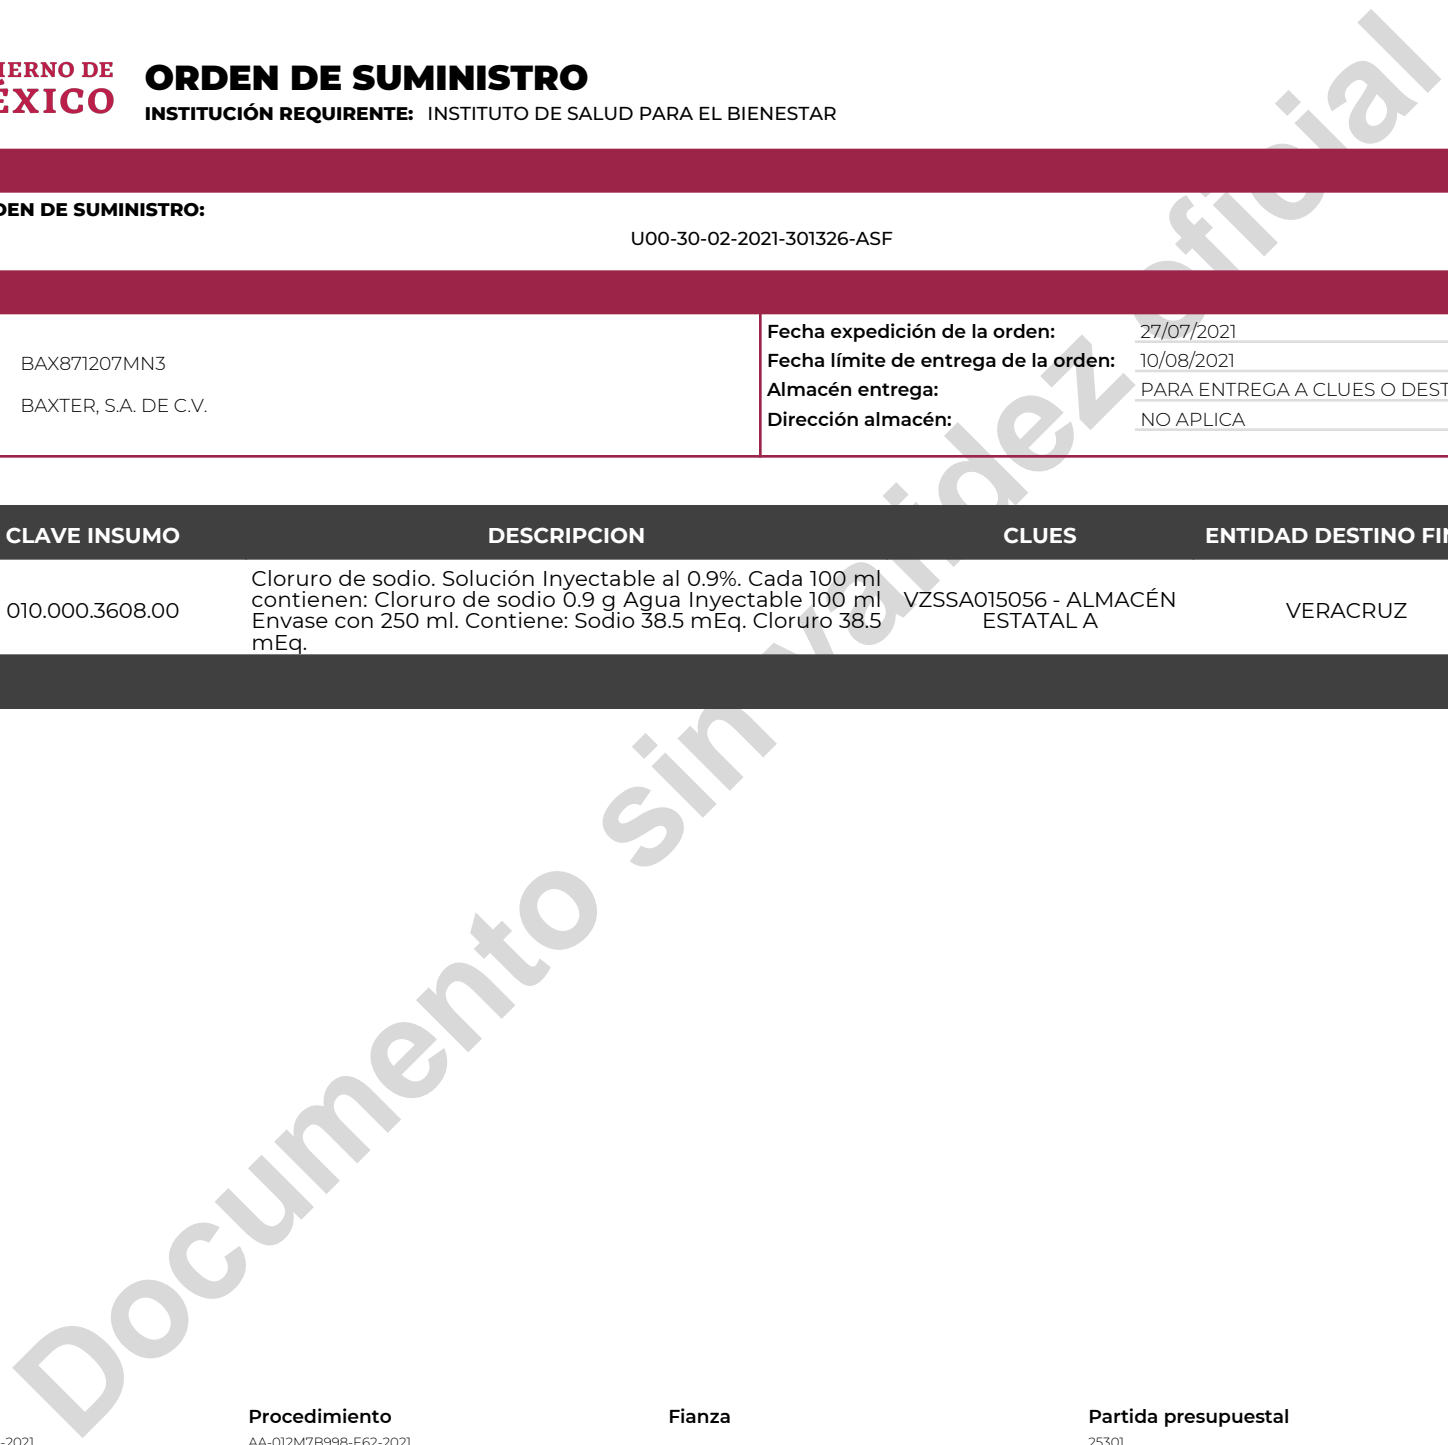 ORDEN DE SUMINISTRO
DE
INSTITUCIÓN REQUIRENTE: INSTITUTO DE SALUD PARA EL BIENESTAR
DE SUMINISTRO:
U00-30-02-2021-301326-ASF
BAX871207MN3
BAXTER, S.A. DE C.V.
Fecha expedición de la orden: 27/07/2021
Fecha límite de entrega de la orden: 10/08/2021
Almacén entrega: PARA ENTREGA A CLUES O
Dirección almacén: NO APLICA
CLAVE INSUMO DESCRIPCION CLUES ENTIDAD DESTINO
010.000.3608.00
Cloruro de sodio. Solución Inyectable al 0.9%. Cada 100 ml
contienen: Cloruro de sodio 0.9 g Agua Inyectable 100 ml
Envase con 250 ml. Contiene: Sodio 38.5 mEq. Cloruro 38.5
mEq.
VZSSA015056 - ALMACÉN
ESTATAL A
VERACRUZ
Documento sin validez oficial
Procedimiento Fianza Partida presupuestal
AA-012M7B998-E62-2021 25301